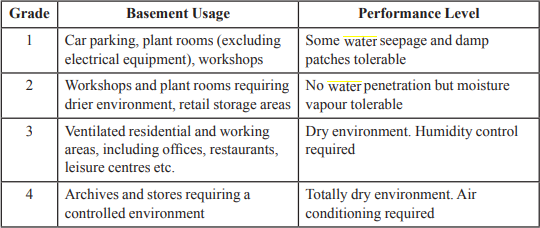 Grade Basement Usage Performance Level
1 Car parking, plant rooms (excluding Some water seepage and damp
electrical equipment), workshops patches tolerable
2 Workshops and plant rooms requiring No water penetration but moisture
drier environment, retail storage areas vapour tolerable
3 Ventilated residential and working Dry environment. Humidity control
areas, including offices, restaurants, required
leisure centres etc.
4 Archives and stores requiring a Totally dry environment. Air
controlled environment conditioning required